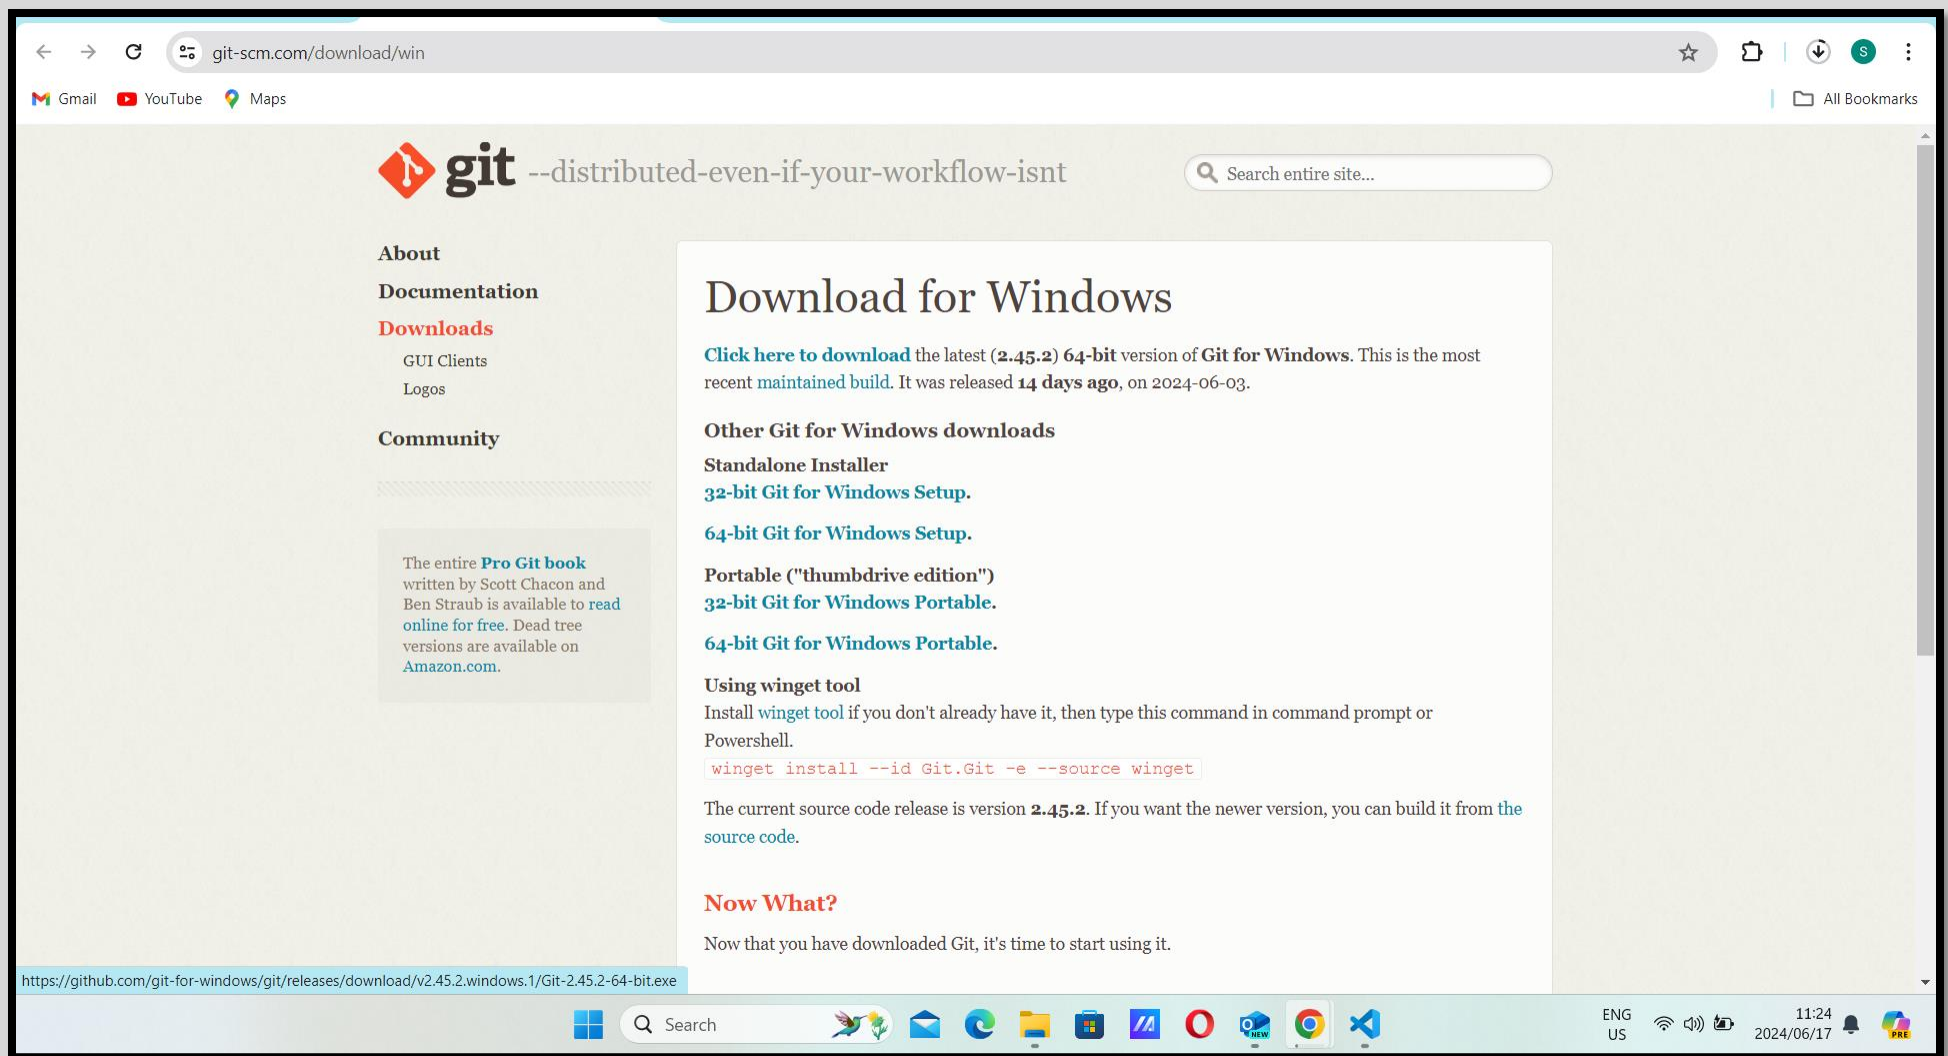 git-scm.com/download/win
S
Gmail
YouTube
Maps
All Bookmarks
git --distributed-even-if-your-workflow-isnt
Search entire site...
About
Documentation
Downloads
GUI Clients
Logos
Community
The entire Pro Git book
written by Scott Chacon and
Ben Straub is available to read
online for free. Dead tree
versions are available on
Amazon.com.
Download for Windows
Click here to download the latest (2.45.2) 64-bit version of Git for Windows. This is the most
recent maintained build. It was released 14 days ago, on 2024-06-03.
Other Git for Windows downloads
Standalone Installer
32-bit Git for Windows Setup.
64-bit Git for Windows Setup.
Portable ("thumbdrive edition")
32-bit Git for Windows Portable.
64-bit Git for Windows Portable.
Using winget tool
Install winget tool if you don't already have it, then type this command in command prompt or
Powershell.
winget install --id Git.Git -e --source winget
The current source code release is version 2.45.2. If you want the newer version, you can build it from the
source code.
Now What?
Now that you have downloaded Git, it's time to start using it.
https://github.com/git-for-windows/git/releases/download/v2.45.2.windows.1/Git-2.45.2-64-bit.exe
Search
NEW
ENG
US
11:24
2024/06/17
PRE